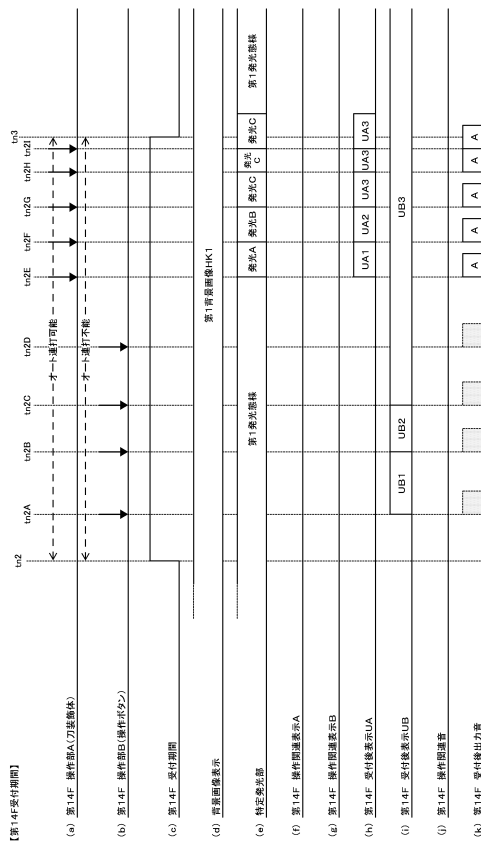 【第14F受付期間】
tn2
tn2A
tn2B
tn2C
tn2D
tn2E
tn2F
tn2G
tn2H
tn2I
tn3
(a) 第14F 操作部A(刀装飾体)
オート連打可能
オート連打不能
(b) 第14F 操作部B(操作ボタン)
(c) 第14F 受付期間
(d) 背景画像表示
第1背景画像HK1
(e) 特定発光部
第1発光態様
発光A
発光B
発光C
発光C
発光C
第1発光態様
(f) 第14F 操作関連表示A
(g) 第14F 操作関連表示B
(h) 第14F 受付後表示UA
UA1
UA2
UA3
UA3
UA3
(i) 第14F 受付後表示UB
UB1
UB2
UB3
(j) 第14F 操作関連音
(k) 第14F 受付後出力音
A
A
A
A
A